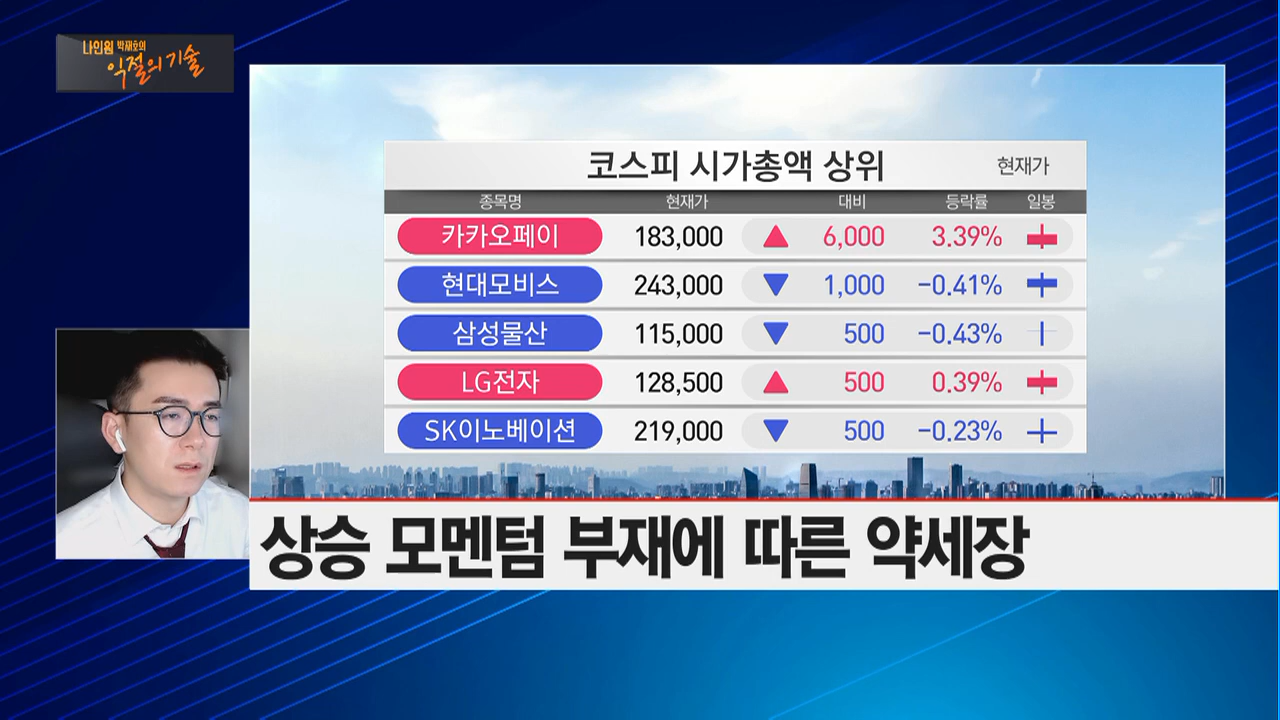 나인원 박재호의
익절의 기술
코스피 시가총액 상위 현재가
종목명 현재가 대비 등락률 일봉
카카오페이 183,000 ▲ 6,000 3.39%
현대모비스 243,000 ▼ 1,000 -0.41%
삼성물산 115,000 ▼ 500 -0.43%
LG전자 128,500 ▲ 500 0.39%
SK이노베이션 219,000 ▼ 500 -0.23%
상승 모멘텀 부재에 따른 약세장